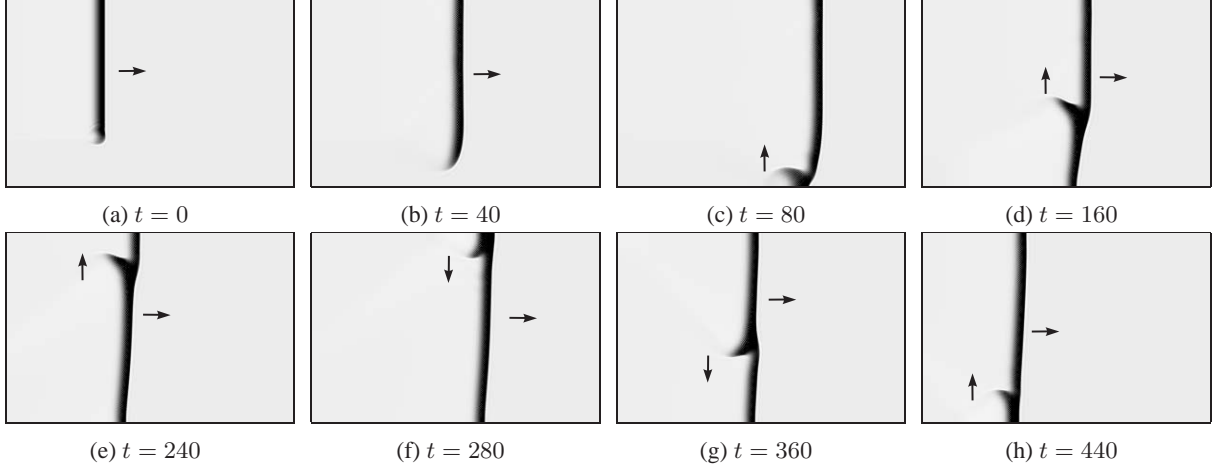 (a) t = 0
(b) t = 40
(c) t = 80
(d) t = 160
(e) t = 240
(f) t = 280
(g) t = 360
(h) t = 440